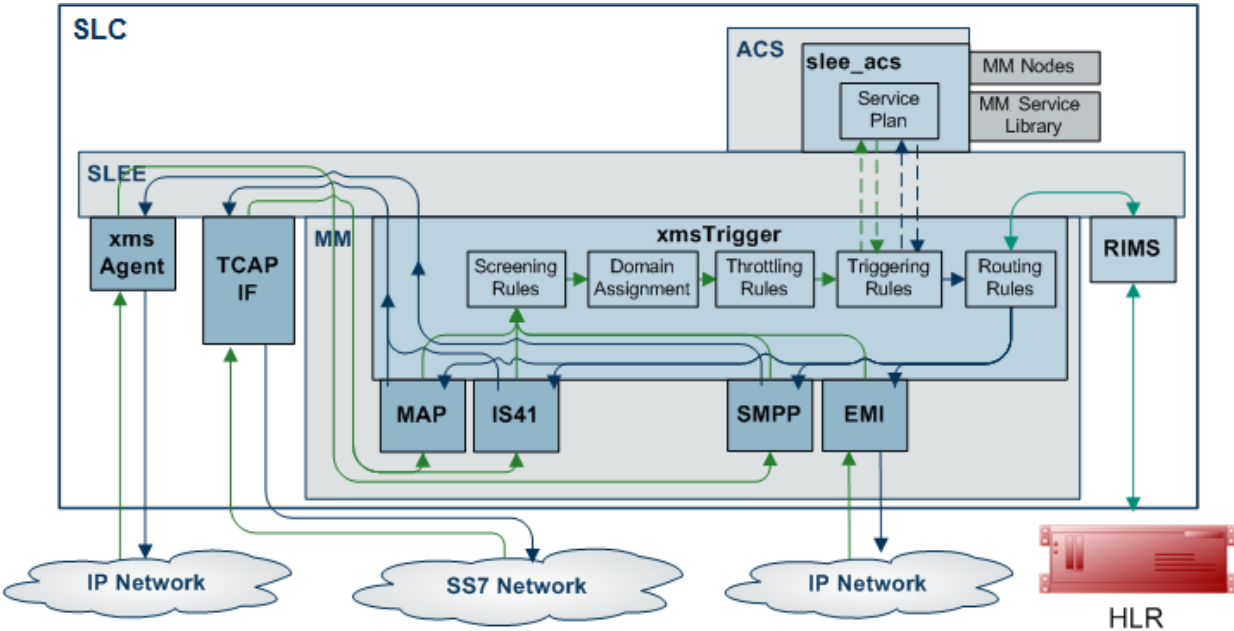 SLC
ACS
slee_acs
MM Nodes
Service
Plan
MM Service
Library
SLEE
xms
Agent
TCAP
IF
MM
xmsTrigger
RIMS
Screening
Rules
Domain
Assignment
Throttling
Rules
Triggering
Rules
Routing
Rules
MAP
IS41
SMPP
EMI
IP Network
SS7 Network
IP Network
HLR